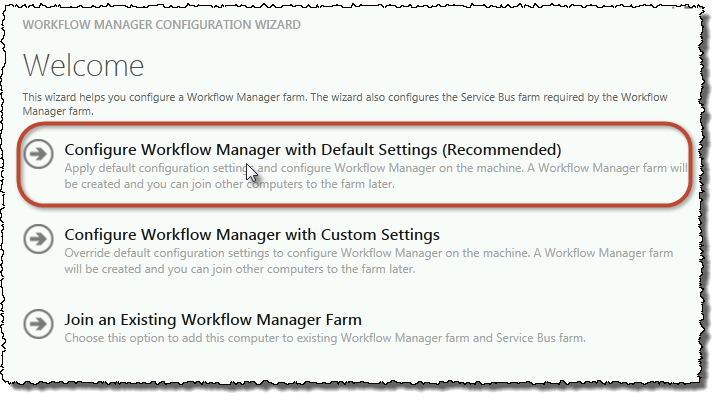 WORKFLOW MANAGER CONFIGURATION WIZARD
Welcome
This wizard helps you configure a Workflow Manager farm. The wizard also configures the Service Bus farm required by the Workflow
Manager farm.
Configure Workflow Manager with Default Settings (Recommended)
Apply default configuration settings and configure Workflow Manager on the machine. A Workflow Manager farm will
be created and you can join other computers to the farm later.
Configure Workflow Manager with Custom Settings
Override default configuration settings to configure Workflow Manager on the machine. A Workflow Manager farm
will be created and you can join other computers to the farm later.
Join an Existing Workflow Manager Farm
Choose this option to add this computer to existing Workflow Manager farm and Service Bus farm.